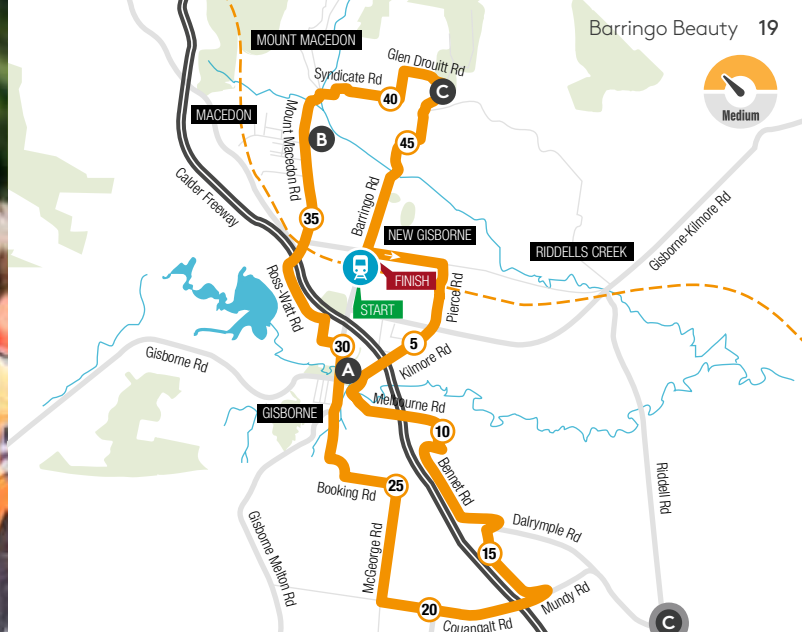 Barringo Beauty 19
MOUNT MACEDON
Glen Drouitt Rd
Syndicate Rd
40
C
Medium
MACEDON
Mount Macedon Rd
B
45
Calder Freeway
Barringo Rd
35
Gisborne-Kilmore Rd
NEW GISBORNE
RIDDELLS CREEK
FINISH
Ross-Watt Rd
Pierce Rd
START
30
5
Kilmore Rd
Gisborne Rd
A
Melbourne Rd
GISBORNE
10
Bennet Rd
Riddell Rd
Booking Rd
25
Dalrymple Rd
Gisborne Melton Rd
McGeorge Rd
15
Mundy Rd
20
Couangalt Rd
C